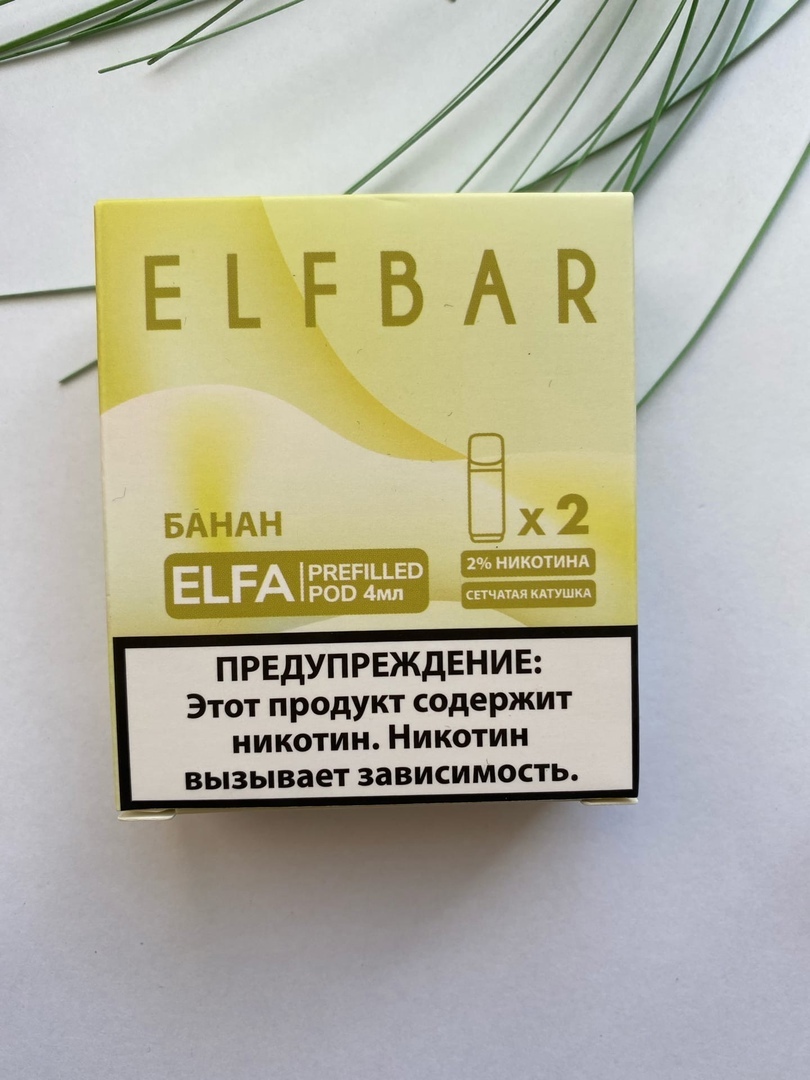 ELFBAR
x 2
БАНАН
ELFA PREFILLED
POD 4мл
2% НИКОТИНА
СЕТЧАТАЯ КАТУШКА
ПРЕДУПРЕЖДЕНИЕ:
Этот продукт содержит
никотин. Никотин
вызывает зависимость.